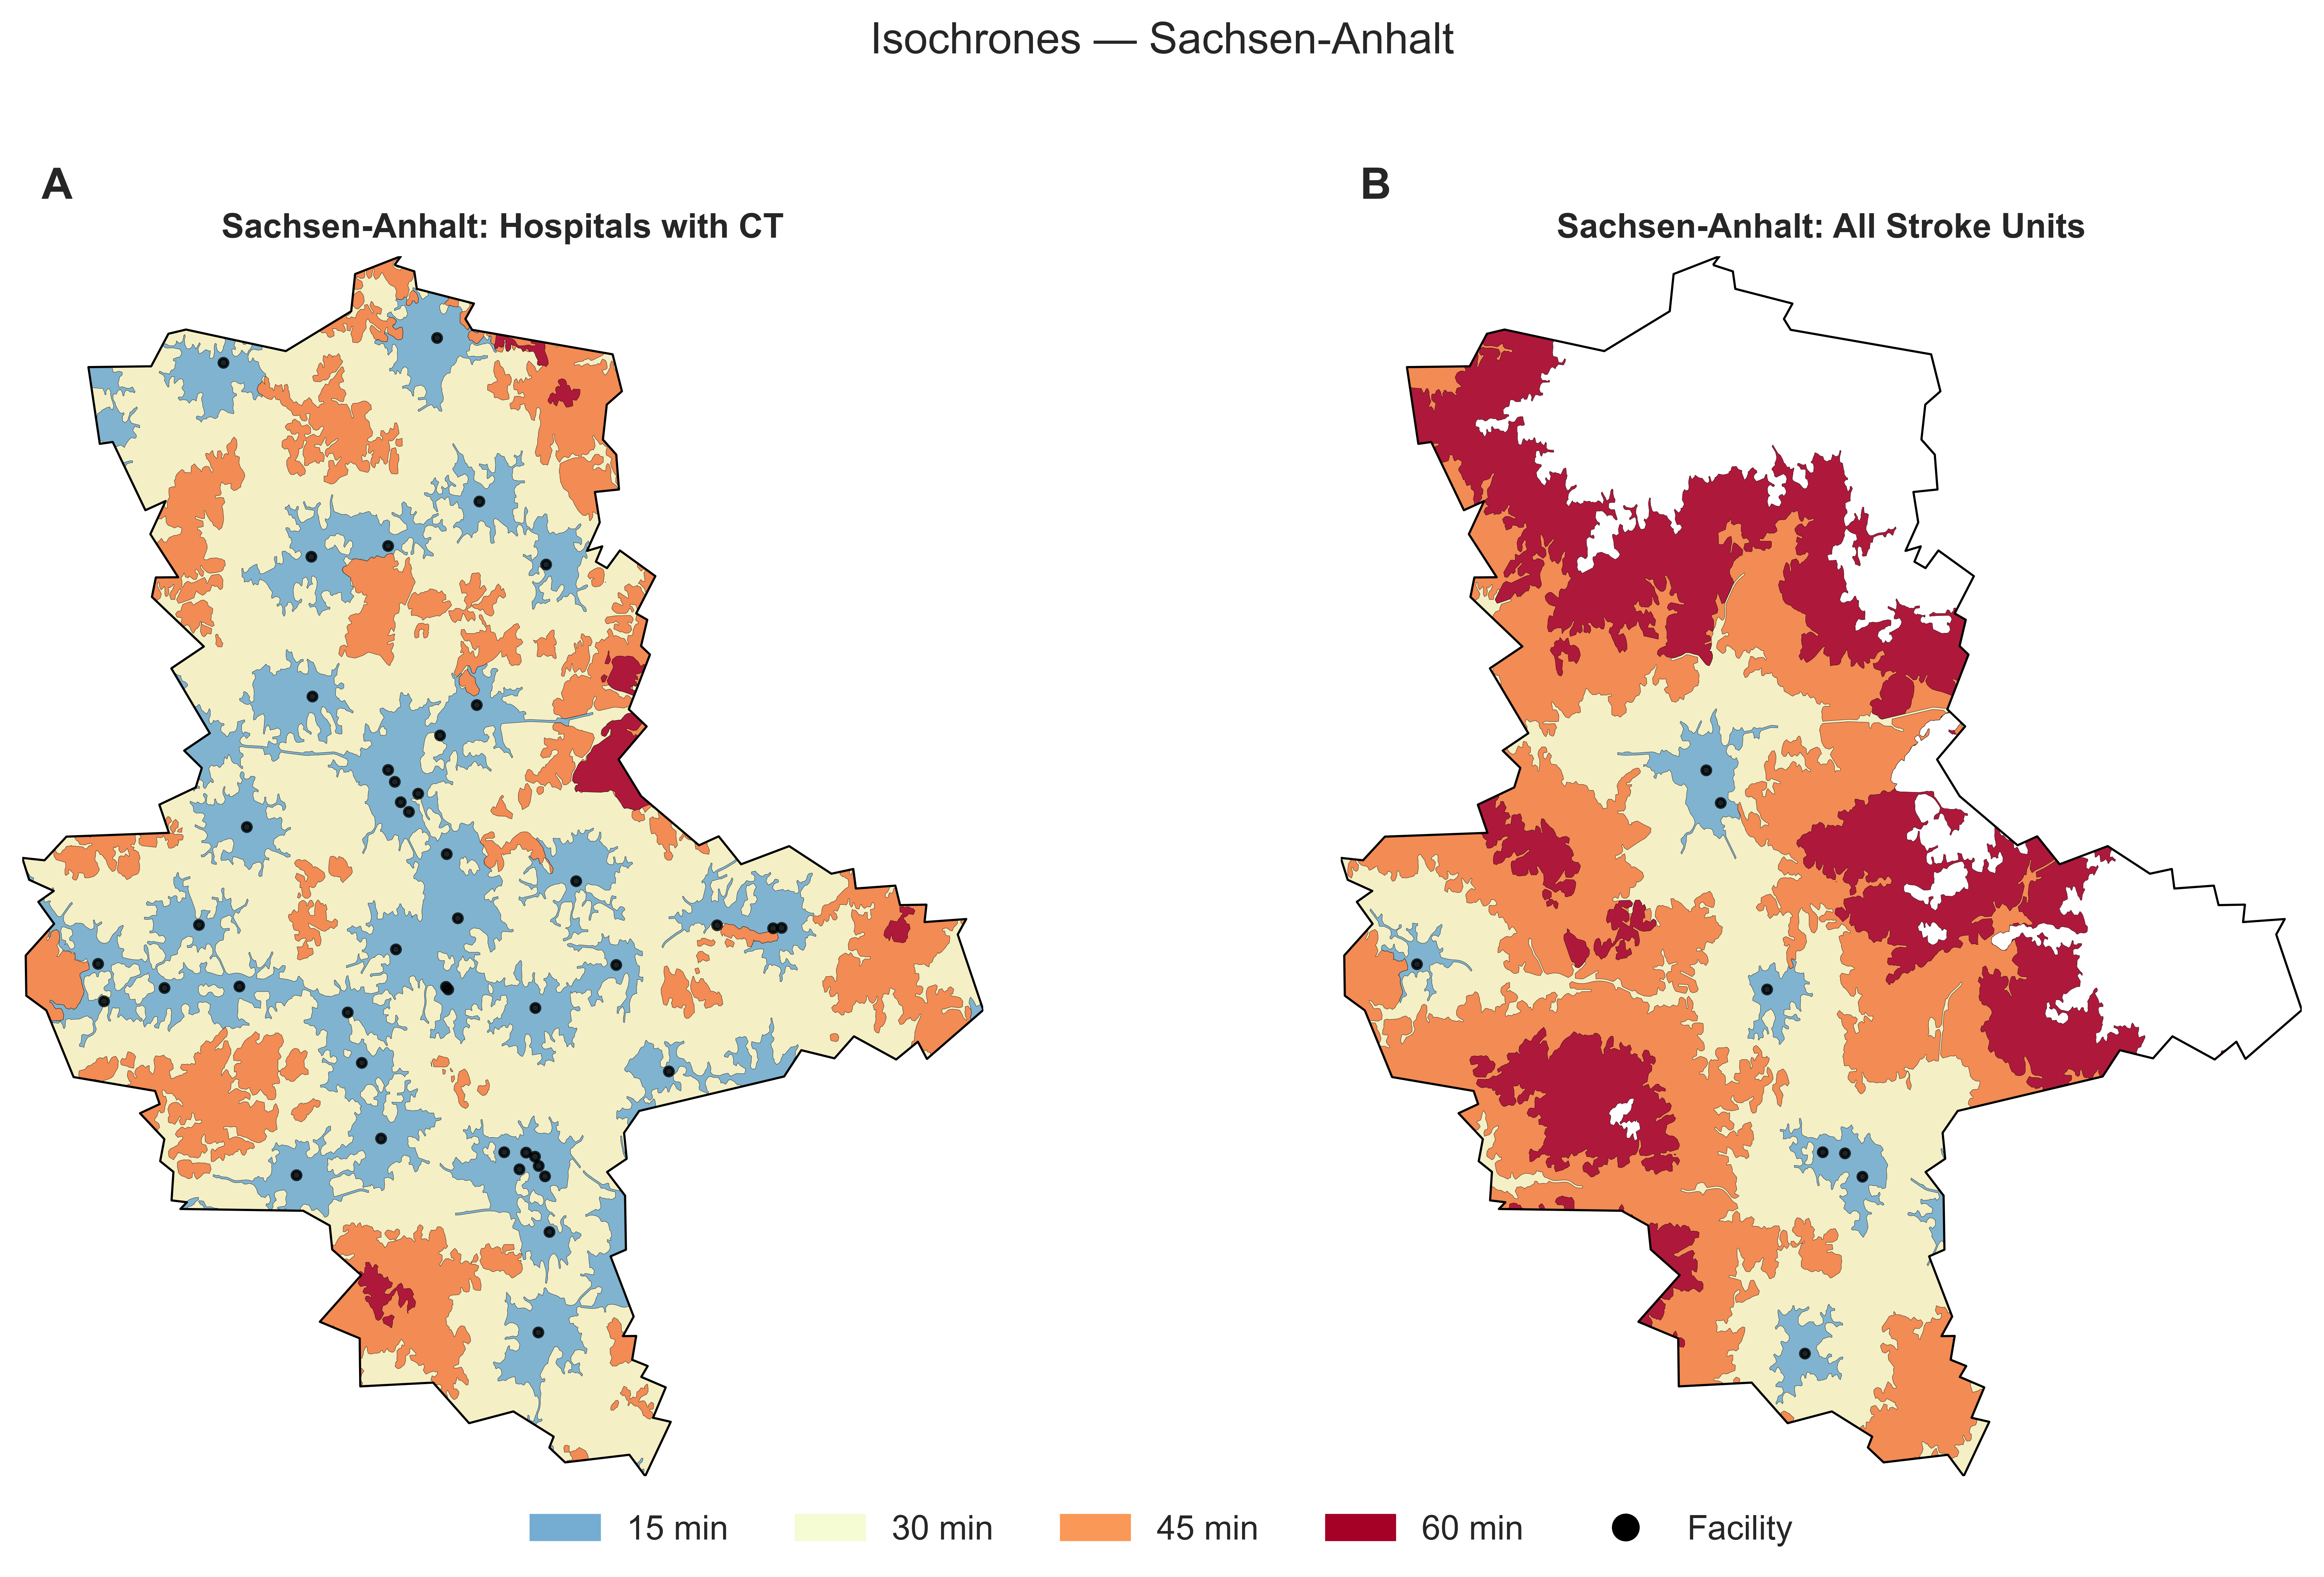 Isochrones — Sachsen-Anhalt
A
Sachsen-Anhalt: Hospitals with CT
B
Sachsen-Anhalt: All Stroke Units
15 min
30 min
45 min
60 min
Facility